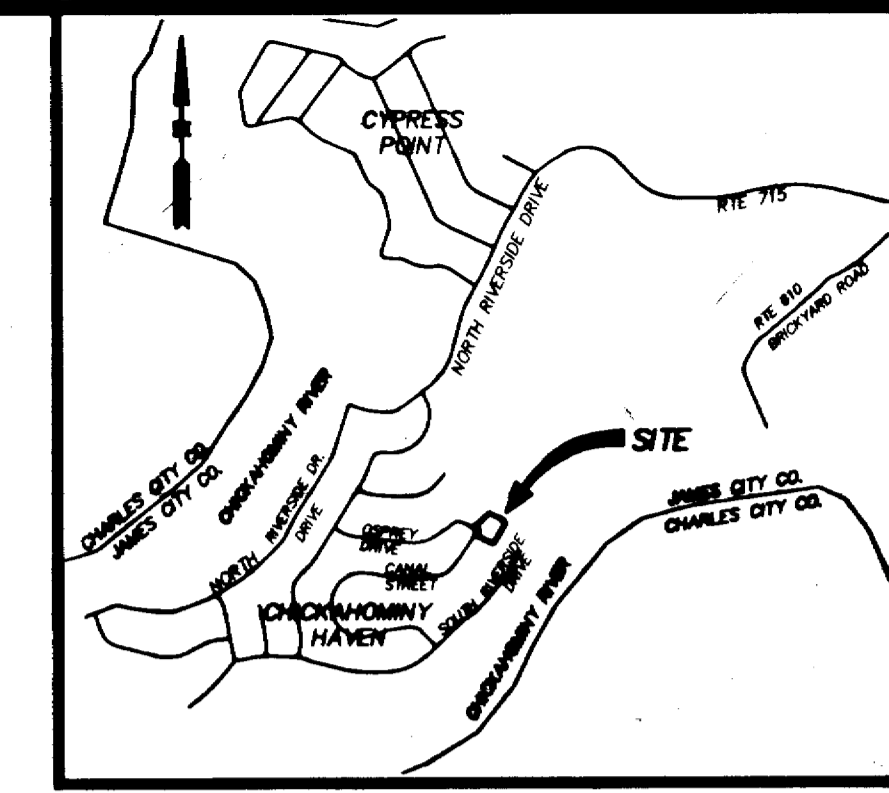 CYPRESS
POINT
NORTH RIVERSIDE DRIVE
RTE 715
RTE 610
BRICKYARD ROAD
CHICKAHOMINY RIVER
SITE
CHARLES CITY CO.
JAMES CITY CO.
NORTH RIVERSIDE DR.
DRIVE
JAMES CITY CO.
CHARLES CITY CO.
OSPREY
DRIVE
CANAL
STREET
SOUTH RIVERSIDE
DRIVE
CHICKAHOMINY
HAVEN
CHICKAHOMINY RIVER